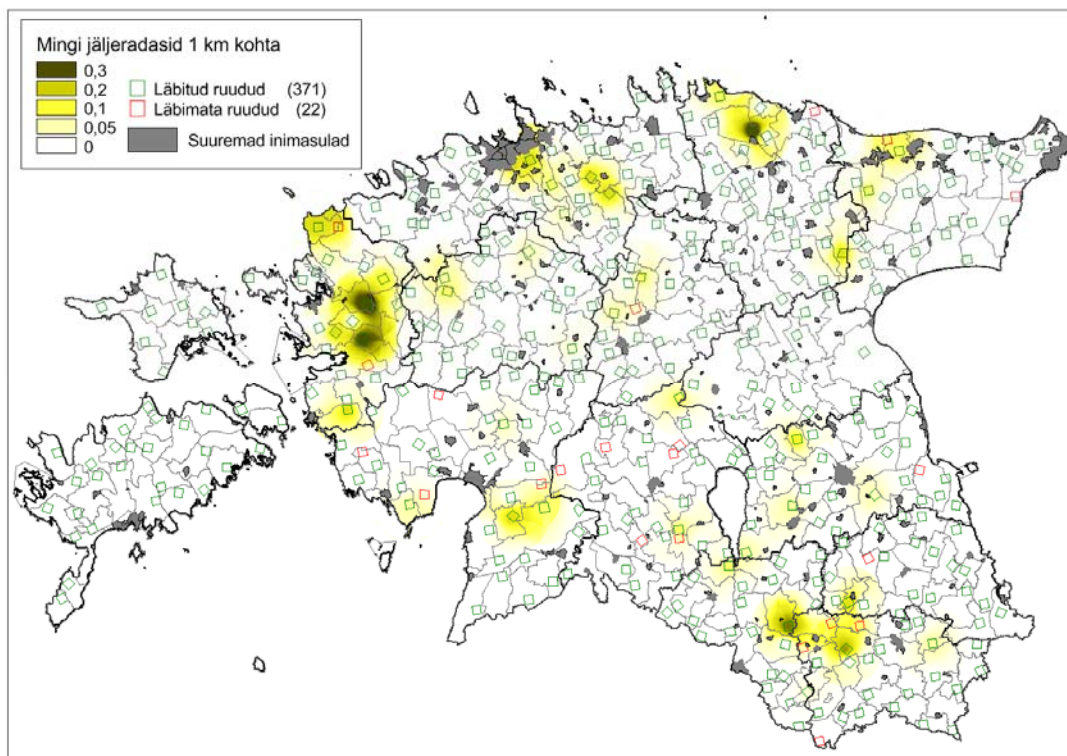 Mingi jäljeradasid 1 km kohta
0,3
0,2
0,1
0,05
0
Läbitud ruudud (371)
Läbimata ruudud (22)
Suuremad inimasulad